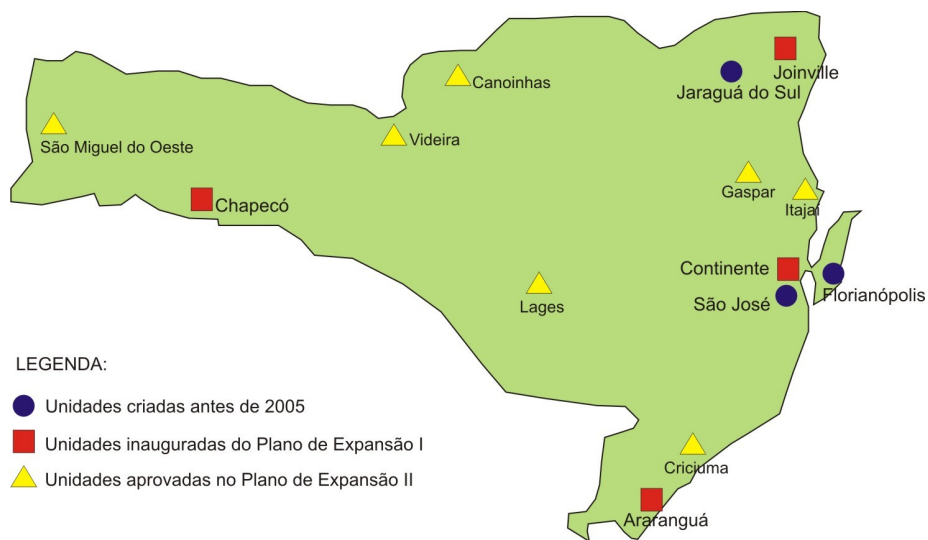 Joinville
Jaraguá do Sul
Canoinhas
Videira
São Miguel do Oeste
Gaspar
Itajaí
Chapecó
Continente
Florianópolis
São José
Lages
LEGENDA:
Unidades criadas antes de 2005
Unidades inauguradas do Plano de Expansão I
Unidades aprovadas no Plano de Expansão II
Criciuma
Araranguá